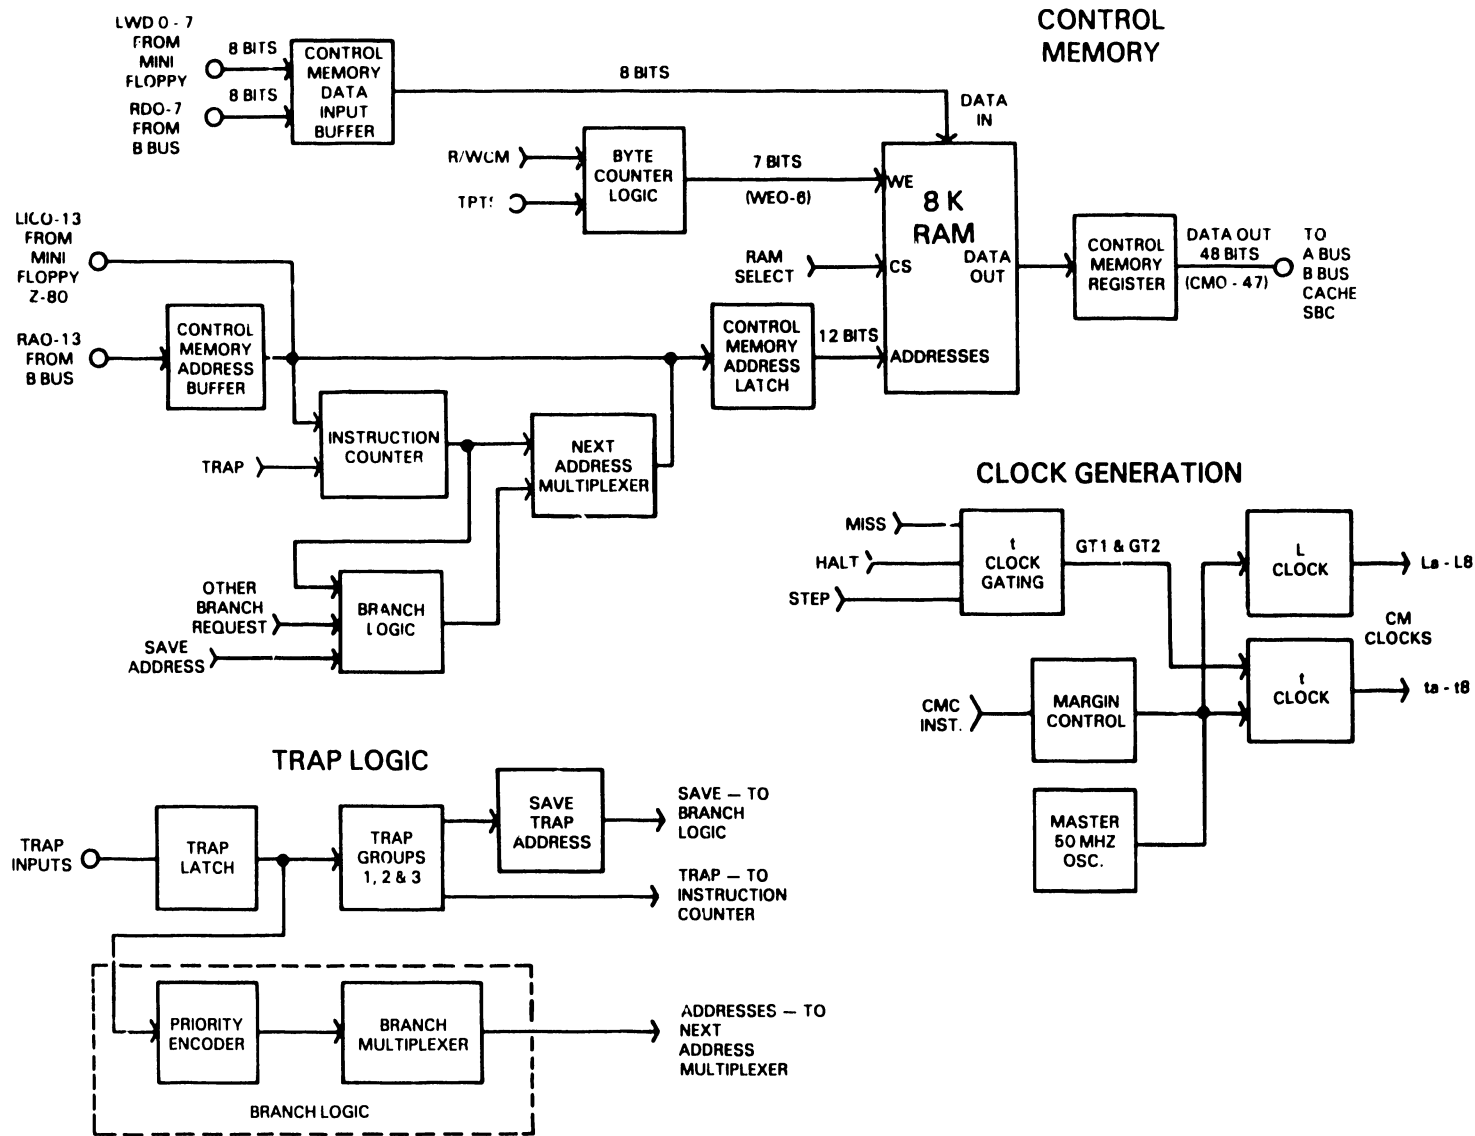 CONTROL
MEMORY
LWD 0 - 7
FROM
MINI
FLOPPY
8 BITS
RDO-7
FROM
B BUS
8 BITS
CONTROL
MEMORY
DATA
INPUT
BUFFER
8 BITS
DATA
IN
R/WCM
BYTE
COUNTER
LOGIC
7 BITS
(WEO-6)
WE
8 K
RAM
RAM
SELECT
CS
DATA
OUT
CONTROL
MEMORY
REGISTER
DATA OUT
48 BITS
(CMO - 47)
TO
A BUS
B BUS
CACHE
SBC
LICO-13
FROM
MINI
FLOPPY
Z-80
RAO-13
FROM
B BUS
CONTROL
MEMORY
ADDRESS
BUFFER
CONTROL
MEMORY
ADDRESS
LATCH
12 BITS
ADDRESSES
TRAP
INSTRUCTION
COUNTER
NEXT
ADDRESS
MULTIPLEXER
OTHER
BRANCH
REQUEST
SAVE
ADDRESS
BRANCH
LOGIC
CLOCK GENERATION
MISS
HALT
STEP
t
CLOCK
GATING
GT1 & GT2
L
CLOCK
La - L8
CM
CLOCKS
t
CLOCK
ta - t8
CMC
INST.
MARGIN
CONTROL
MASTER
50 MHZ
OSC.
TRAP LOGIC
TRAP
INPUTS
TRAP
LATCH
TRAP
GROUPS
1, 2 & 3
SAVE
TRAP
ADDRESS
SAVE — TO
BRANCH
LOGIC
TRAP — TO
INSTRUCTION
COUNTER
PRIORITY
ENCODER
BRANCH
MULTIPLEXER
ADDRESSES — TO
NEXT
ADDRESS
MULTIPLEXER
BRANCH LOGIC